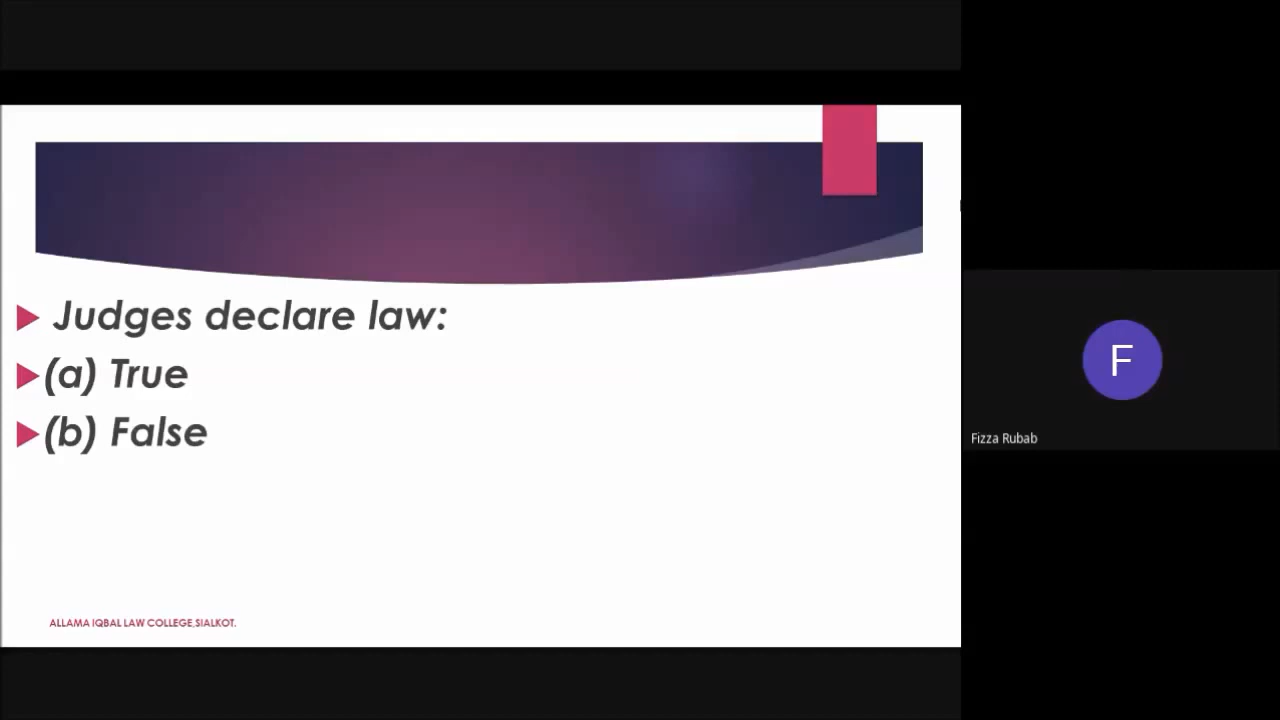 Judges declare law:
(a) True
(b) False
ALLAMA IQBAL LAW COLLEGE,SIALKOT.
F
Fizza Rubab